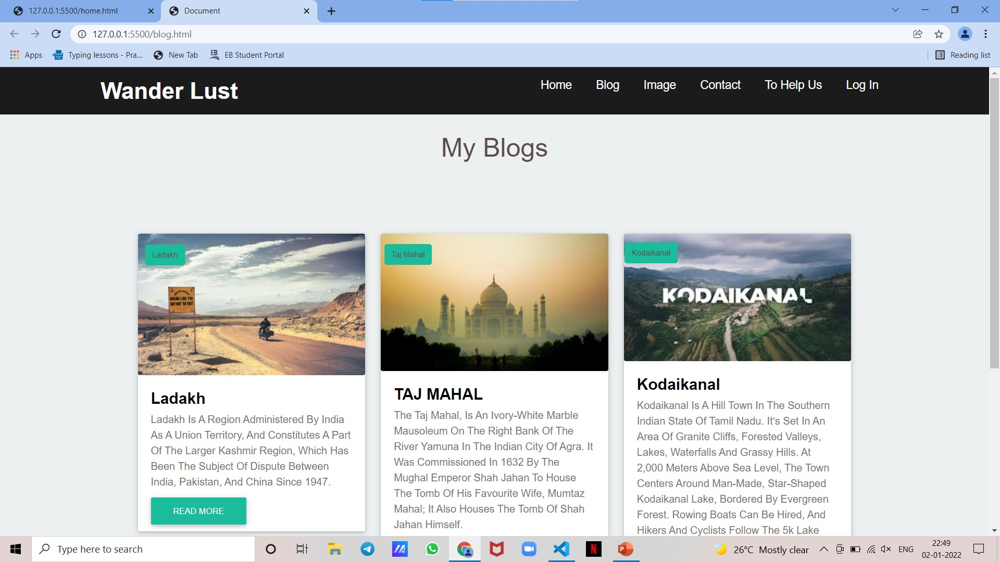 127.0.0.1:5500/home.html
Document
127.0.0.1:5500/blog.html
Apps
Typing lessons - Pra...
New Tab
EB
EB Student Portal
Reading list
Wander Lust
Home
Blog
Image
Contact
To Help Us
Log In
My Blogs
Ladakh
DARLING I LIKE YOU
BUT NOT SO FAST
Ladakh
Ladakh Is A Region Administered By India
As A Union Territory, And Constitutes A Part
Of The Larger Kashmir Region, Which Has
Been The Subject Of Dispute Between
India, Pakistan, And China Since 1947.
READ MORE
Taj Mahal
TAJ MAHAL
The Taj Mahal, Is An Ivory-White Marble
Mausoleum On The Right Bank Of The
River Yamuna In The Indian City Of Agra. It
Was Commissioned In 1632 By The
Mughal Emperor Shah Jahan To House
The Tomb Of His Favourite Wife, Mumtaz
Mahal; It Also Houses The Tomb Of Shah
Jahan Himself.
Kodaikanal
KODAIKANAL
Kodaikanal
Kodaikanal Is A Hill Town In The Southern
Indian State Of Tamil Nadu. It’s Set In An
Area Of Granite Cliffs, Forested Valleys,
Lakes, Waterfalls And Grassy Hills. At
2,000 Meters Above Sea Level, The Town
Centers Around Man-Made, Star-Shaped
Kodaikanal Lake, Bordered By Evergreen
Forest. Rowing Boats Can Be Hired, And
Hikers And Cyclists Follow The 5k Lake
Type here to search
N
P
26°C Mostly clear
ENG
22:49
02-01-2022